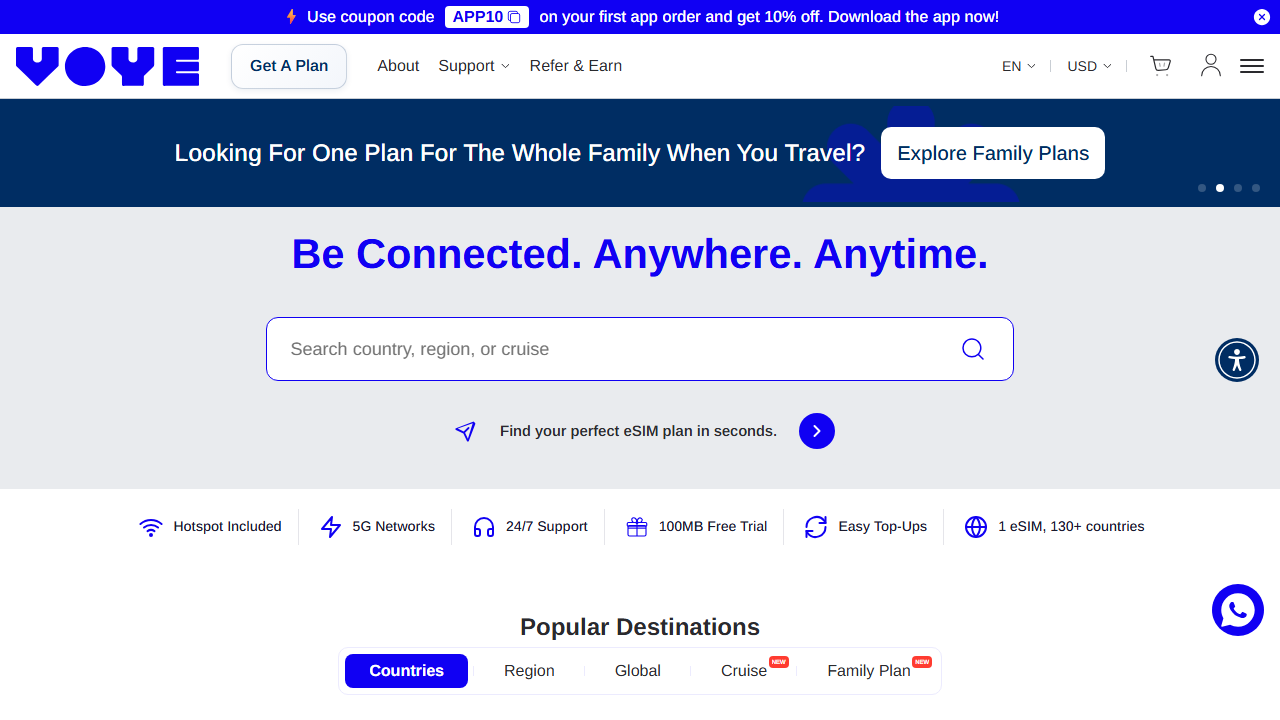 Use coupon code APP10 on your first app order and get 10% off. Download the app now!
VOYE Get A Plan About Support Refer & Earn EN USD
Looking For One Plan For The Whole Family When You Travel? Explore Family Plans
Be Connected. Anywhere. Anytime.
Search country, region, or cruise
Find your perfect eSIM plan in seconds.
Hotspot Included 5G Networks 24/7 Support 100MB Free Trial Easy Top-Ups 1 eSIM, 130+ countries
Popular Destinations
Countries Region Global Cruise NEW Family Plan NEW